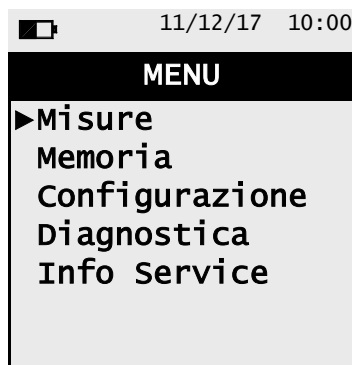 11/12/17 10:00
MENU
▶Misure
Memoria
Configurazione
Diagnostica
Info Service